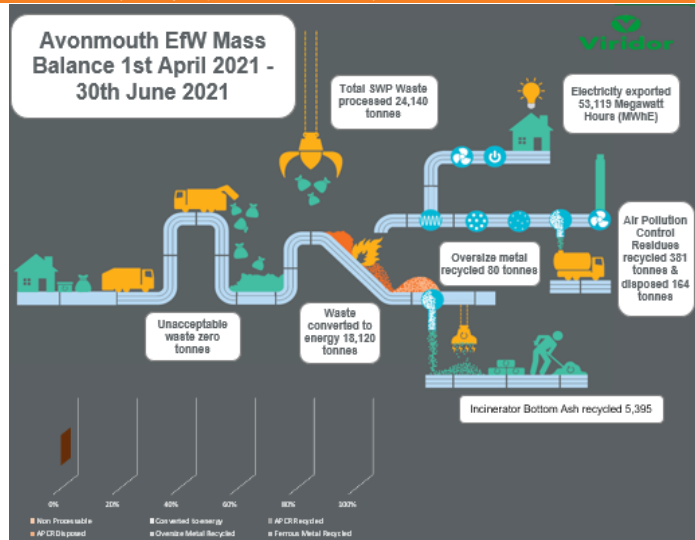 Avonmouth EfW Mass
Balance 1st April 2021 -
30th June 2021
Viridor
Total SWP Waste
processed 24,140
tonnes
Electricity exported
53,119 Megawatt
Hours (MWhE)
Air Pollution
Control
Residues
recycled 381
tonnes &
disposed 164
tonnes
Oversize metal
recycled 80 tonnes
Unacceptable
waste zero
tonnes
Waste
converted to
energy 18,120
tonnes
Incinerator Bottom Ash recycled 5,395
0% 20% 40% 60% 80% 100%
Non Processable Converted to energy APCR Recycled
APCR Disposed Oversize Metal Recycled Ferrous Metal Recycled